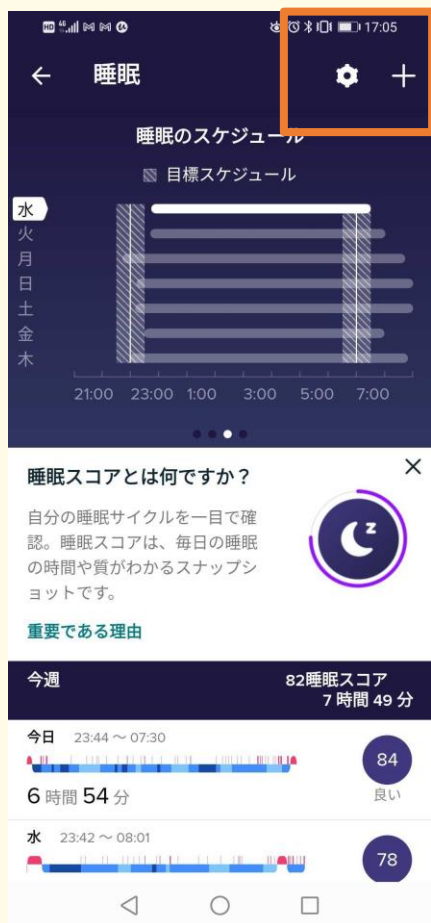 HD 17:05
睡眠
睡眠のスケジュール
目標スケジュール
水
火
月
日
土
金
木
21:00 23:00 1:00 3:00 5:00 7:00
睡眠スコアとは何ですか?
自分の睡眠サイクルを一目で確
認。睡眠スコアは、毎日の睡眠
の時間や質がわかるスナップシ
ョットです。
重要である理由
今週 82睡眠スコア
7 時間 49 分
今日 23:44 ～ 07:30
84
6 時間 54 分 良い
水 23:42 ～ 08:01
78